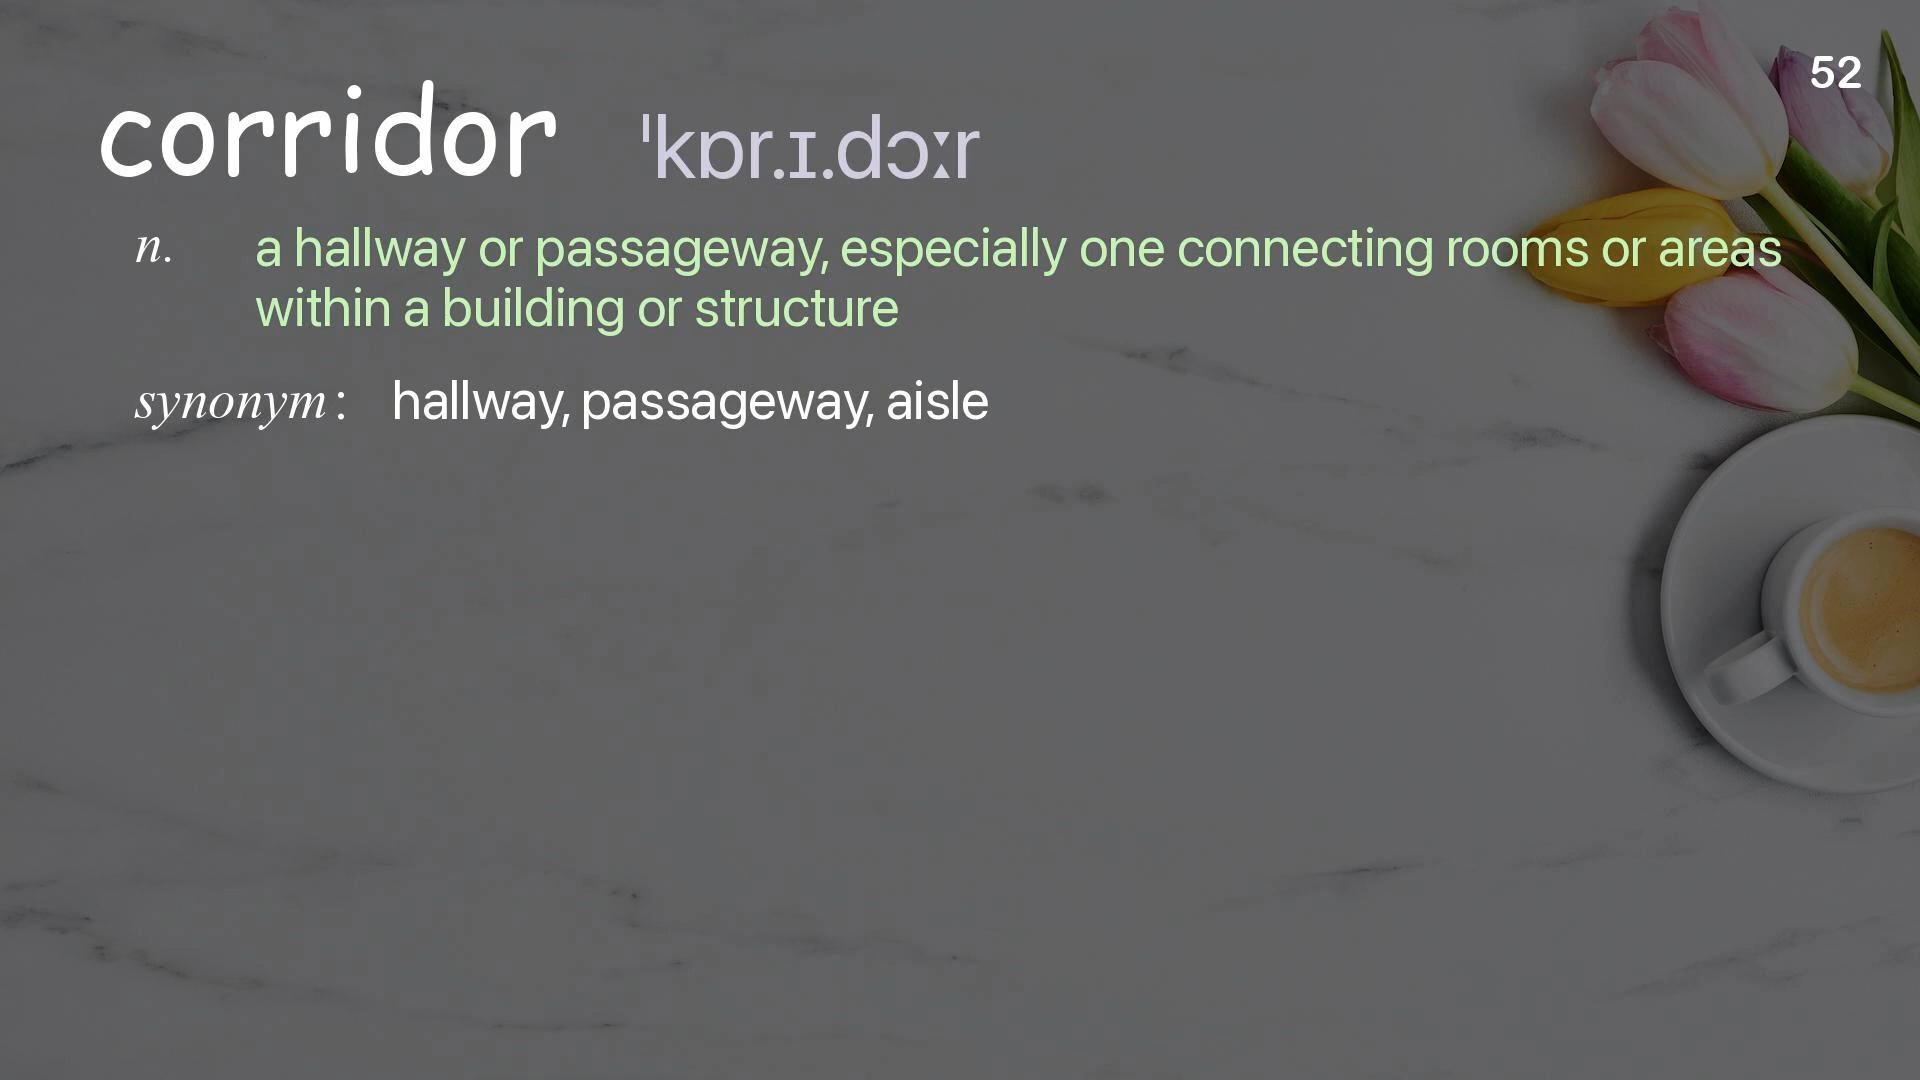 52
corridor ˈkɒr.ɪ.dɔːr
n. a hallway or passageway, especially one connecting rooms or areas
within a building or structure
synonym: hallway, passageway, aisle